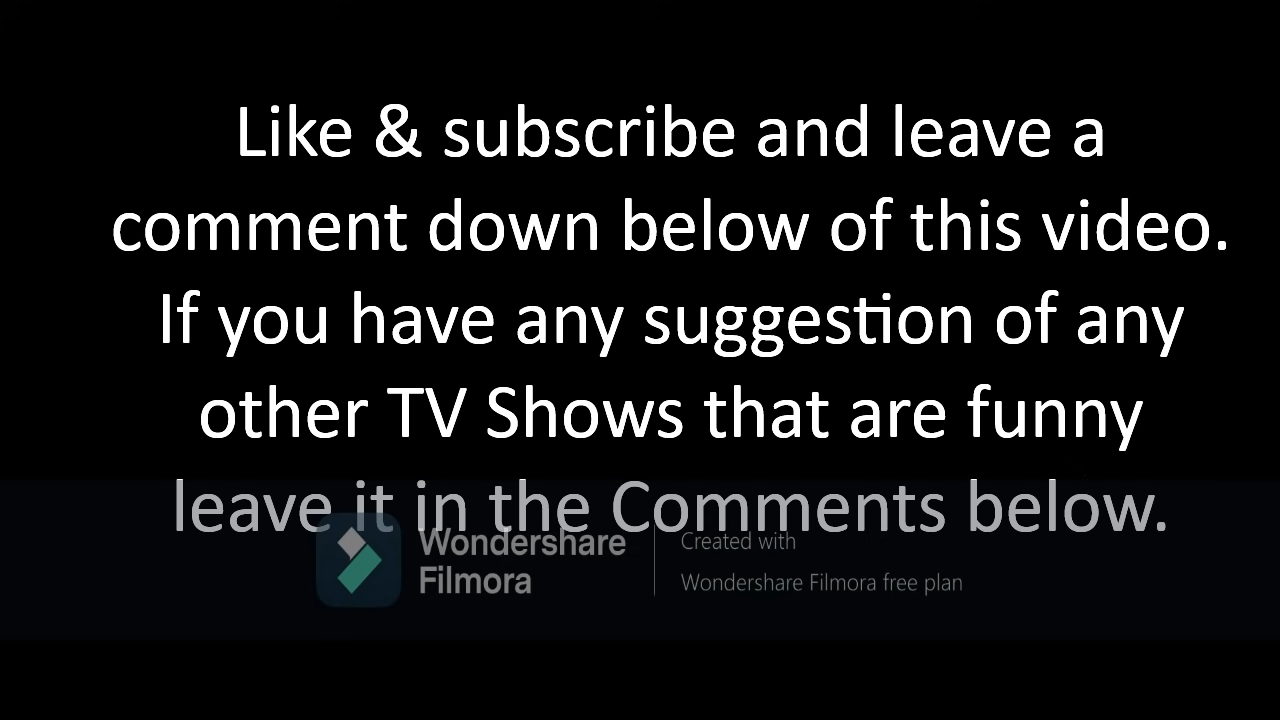 Like & subscribe and leave a
comment down below of this video.
If you have any suggestion of any
other TV Shows that are funny
leave it in the Comments below.
Wondershare
Filmora
Created with
Wondershare Filmora free plan